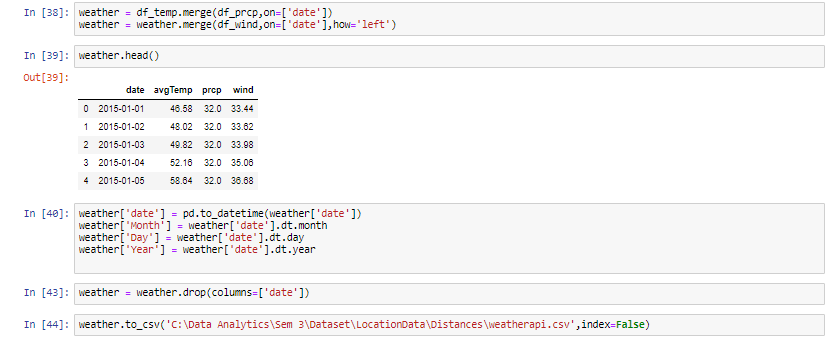 In [38]: weather = df_temp.merge(df_prcp,on=['date'])
weather = weather.merge(df_wind,on=['date'],how='left')
In [39]: weather.head()
Out[39]:
date avgTemp prcp wind
0 2015-01-01 46.58 32.0 33.44
1 2015-01-02 48.02 32.0 33.62
2 2015-01-03 49.82 32.0 33.98
3 2015-01-04 52.16 32.0 35.06
4 2015-01-05 58.64 32.0 36.68
In [40]: weather['date'] = pd.to_datetime(weather['date'])
weather['Month'] = weather['date'].dt.month
weather['Day'] = weather['date'].dt.day
weather['Year'] = weather['date'].dt.year
In [43]: weather = weather.drop(columns=['date'])
In [44]: weather.to_csv('C:\Data Analytics\Sem 3\Dataset\LocationData\Distances\weatherapi.csv',index=False)